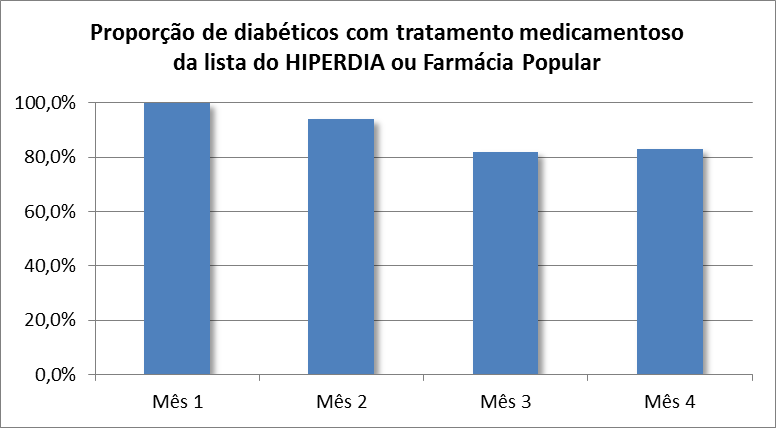 Proporção de diabéticos com tratamento medicamentoso
da lista do HIPERDIA ou Farmácia Popular
100,0%
80,0%
60,0%
40,0%
20,0%
0,0%
Mês 1
Mês 2
Mês 3
Mês 4